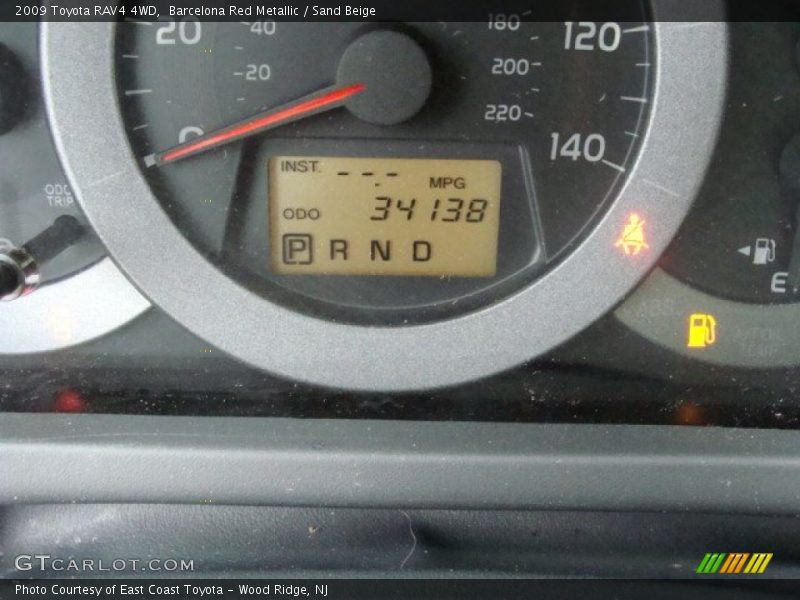 2009 Toyota RAV4 4WD, Barcelona Red Metallic / Sand Beige
20
40
180
120
20
200
220
0
140
INST. --- MPG
ODO 34138
P R N D
ODO
TRIP
E
GTCARLOT.COM
Photo Courtesy of East Coast Toyota – Wood Ridge, NJ